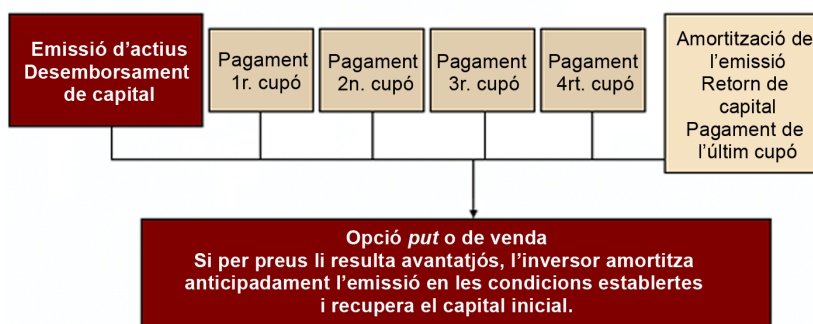 Emissió d’actius
Desemborsament
de capital
Pagament
1r. cupó
Pagament
2n. cupó
Pagament
3r. cupó
Pagament
4rt. cupó
Amortització de
l’emissió
Retorn de
capital
Pagament de
l’últim cupó
Opció put o de venda
Si per preus li resulta avantatjós, l’inversor amortitza
anticipadament l’emissió en les condicions establertes
i recupera el capital inicial.